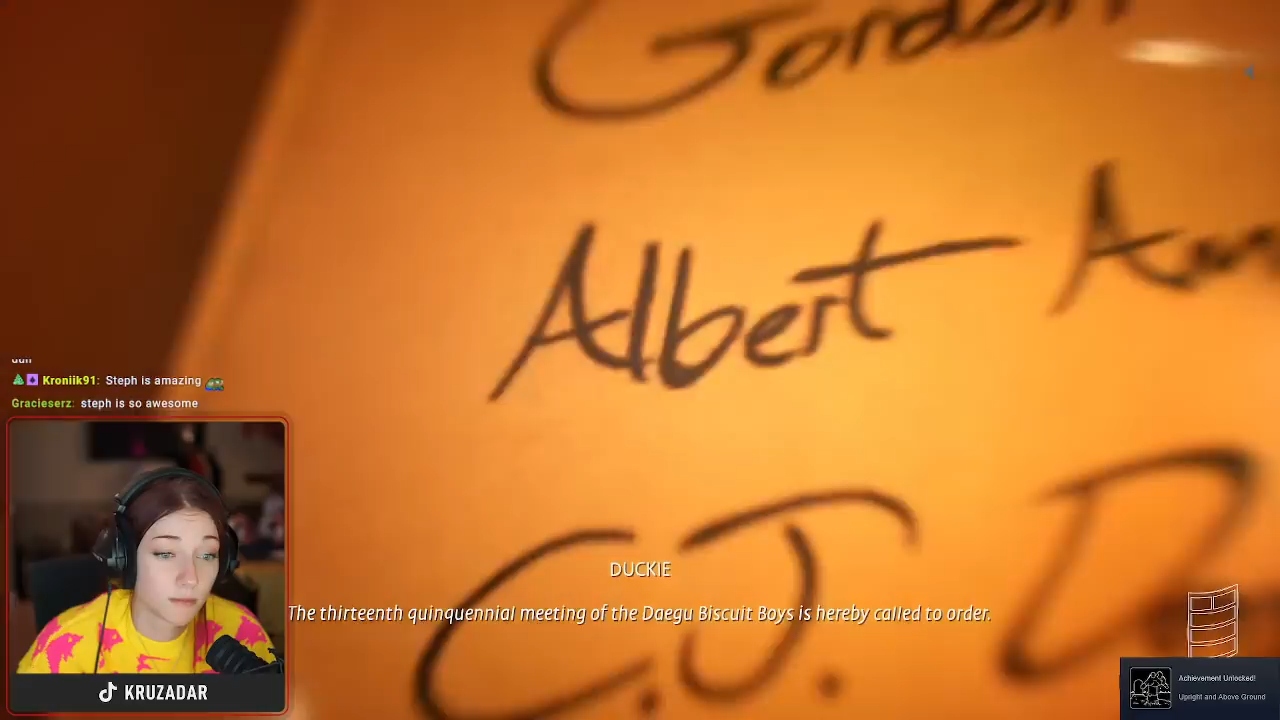 Gordon
Albert
C.J.
Kroniik91: Steph is amazing
Gracieserz: steph is so awesome
DUCKIE
The thirteenth quinquennial meeting of the Daegu Biscuit Boys is hereby called to order.
KRUZADAR
Achievement Unlocked!
Upright and Above Ground